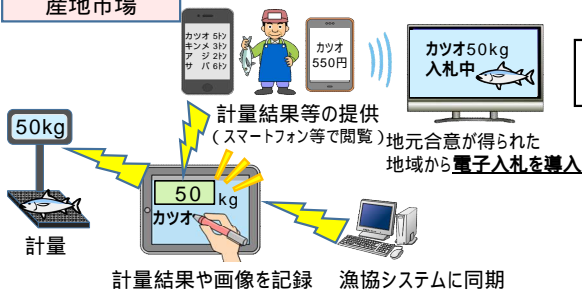 産地市場
カツオ 5トン
キンメ 3トン
ア　ジ 2トン
サ　バ 6トン
カツオ
550円
カツオ50kg
入札中
計量結果等の提供
(スマートフォン等で閲覧)
地元合意が得られた
地域から電子入札を導入
50kg
計量
50 kg
カツオ
計量結果や画像を記録
漁協システムに同期